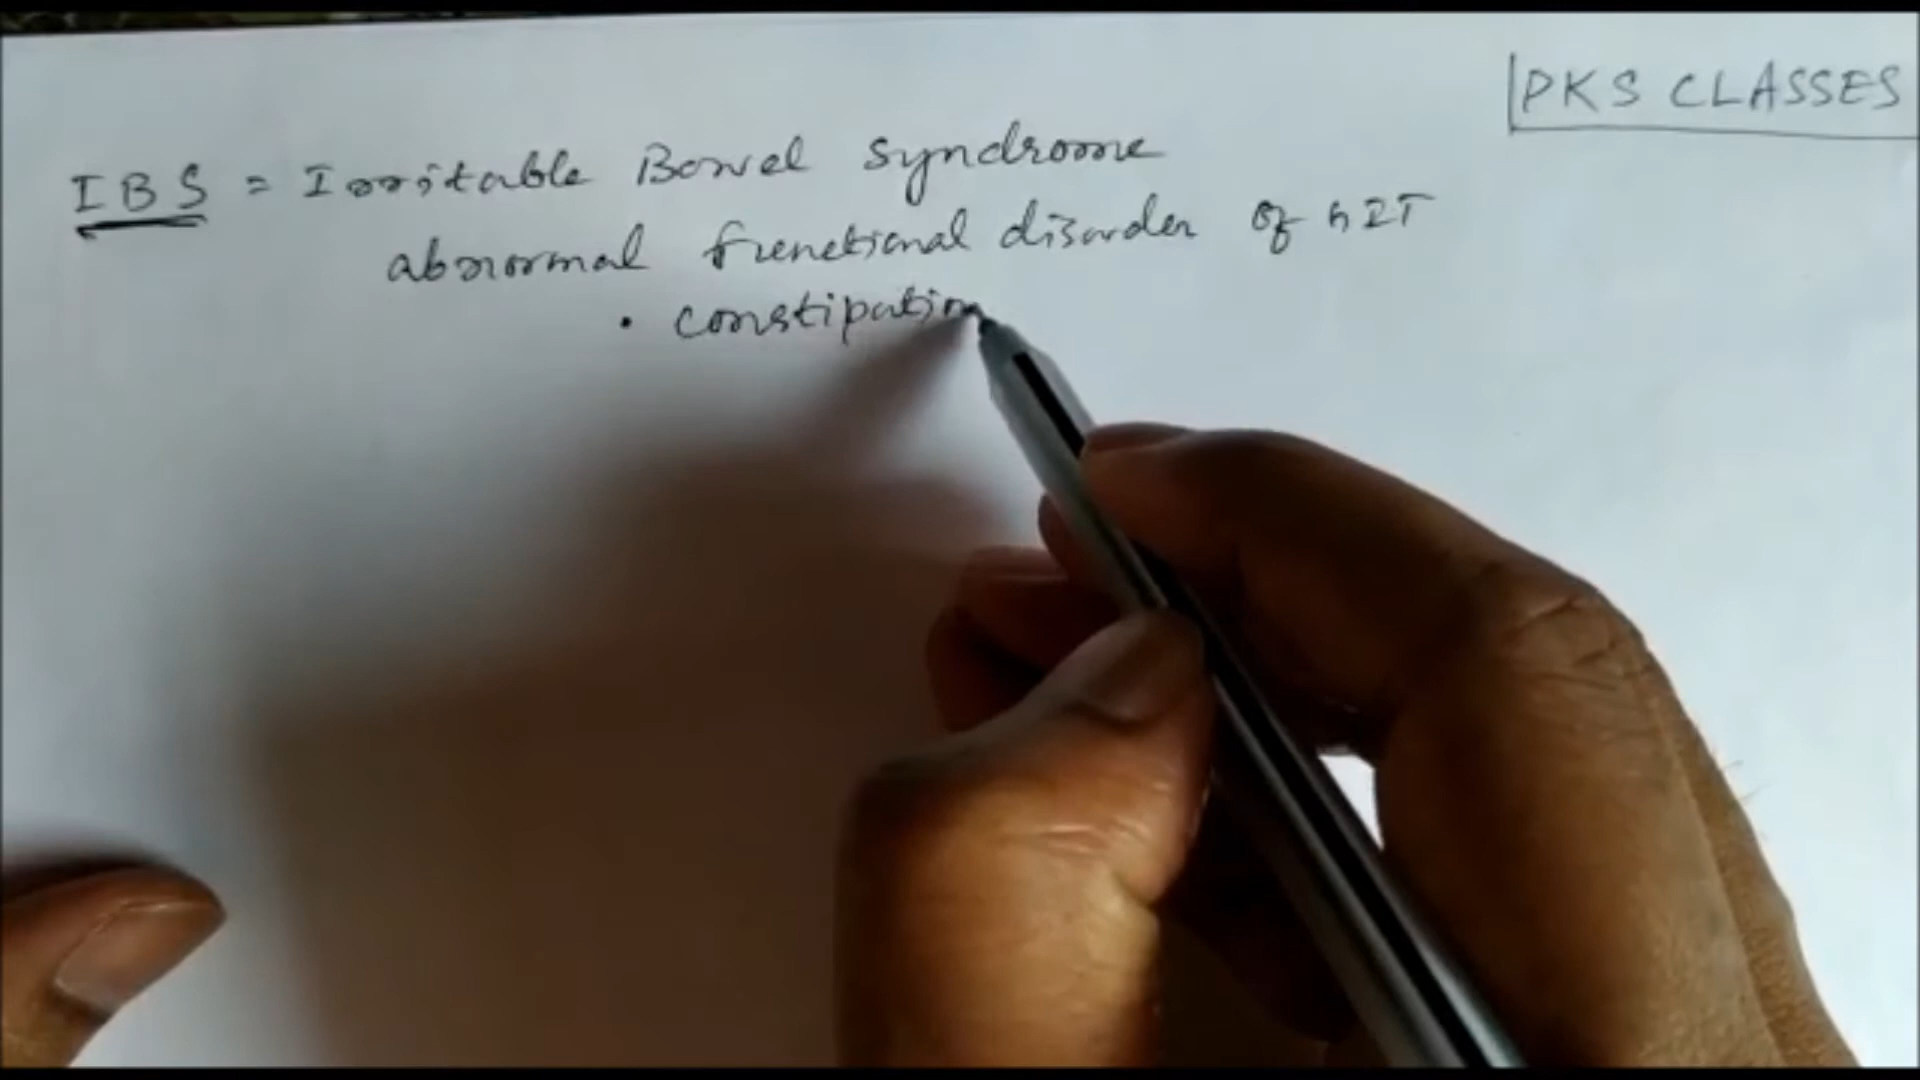 PKS CLASSES
IBS = Irritable Bowel Syndrome
abnormal functional disorder of GIT
• constipation